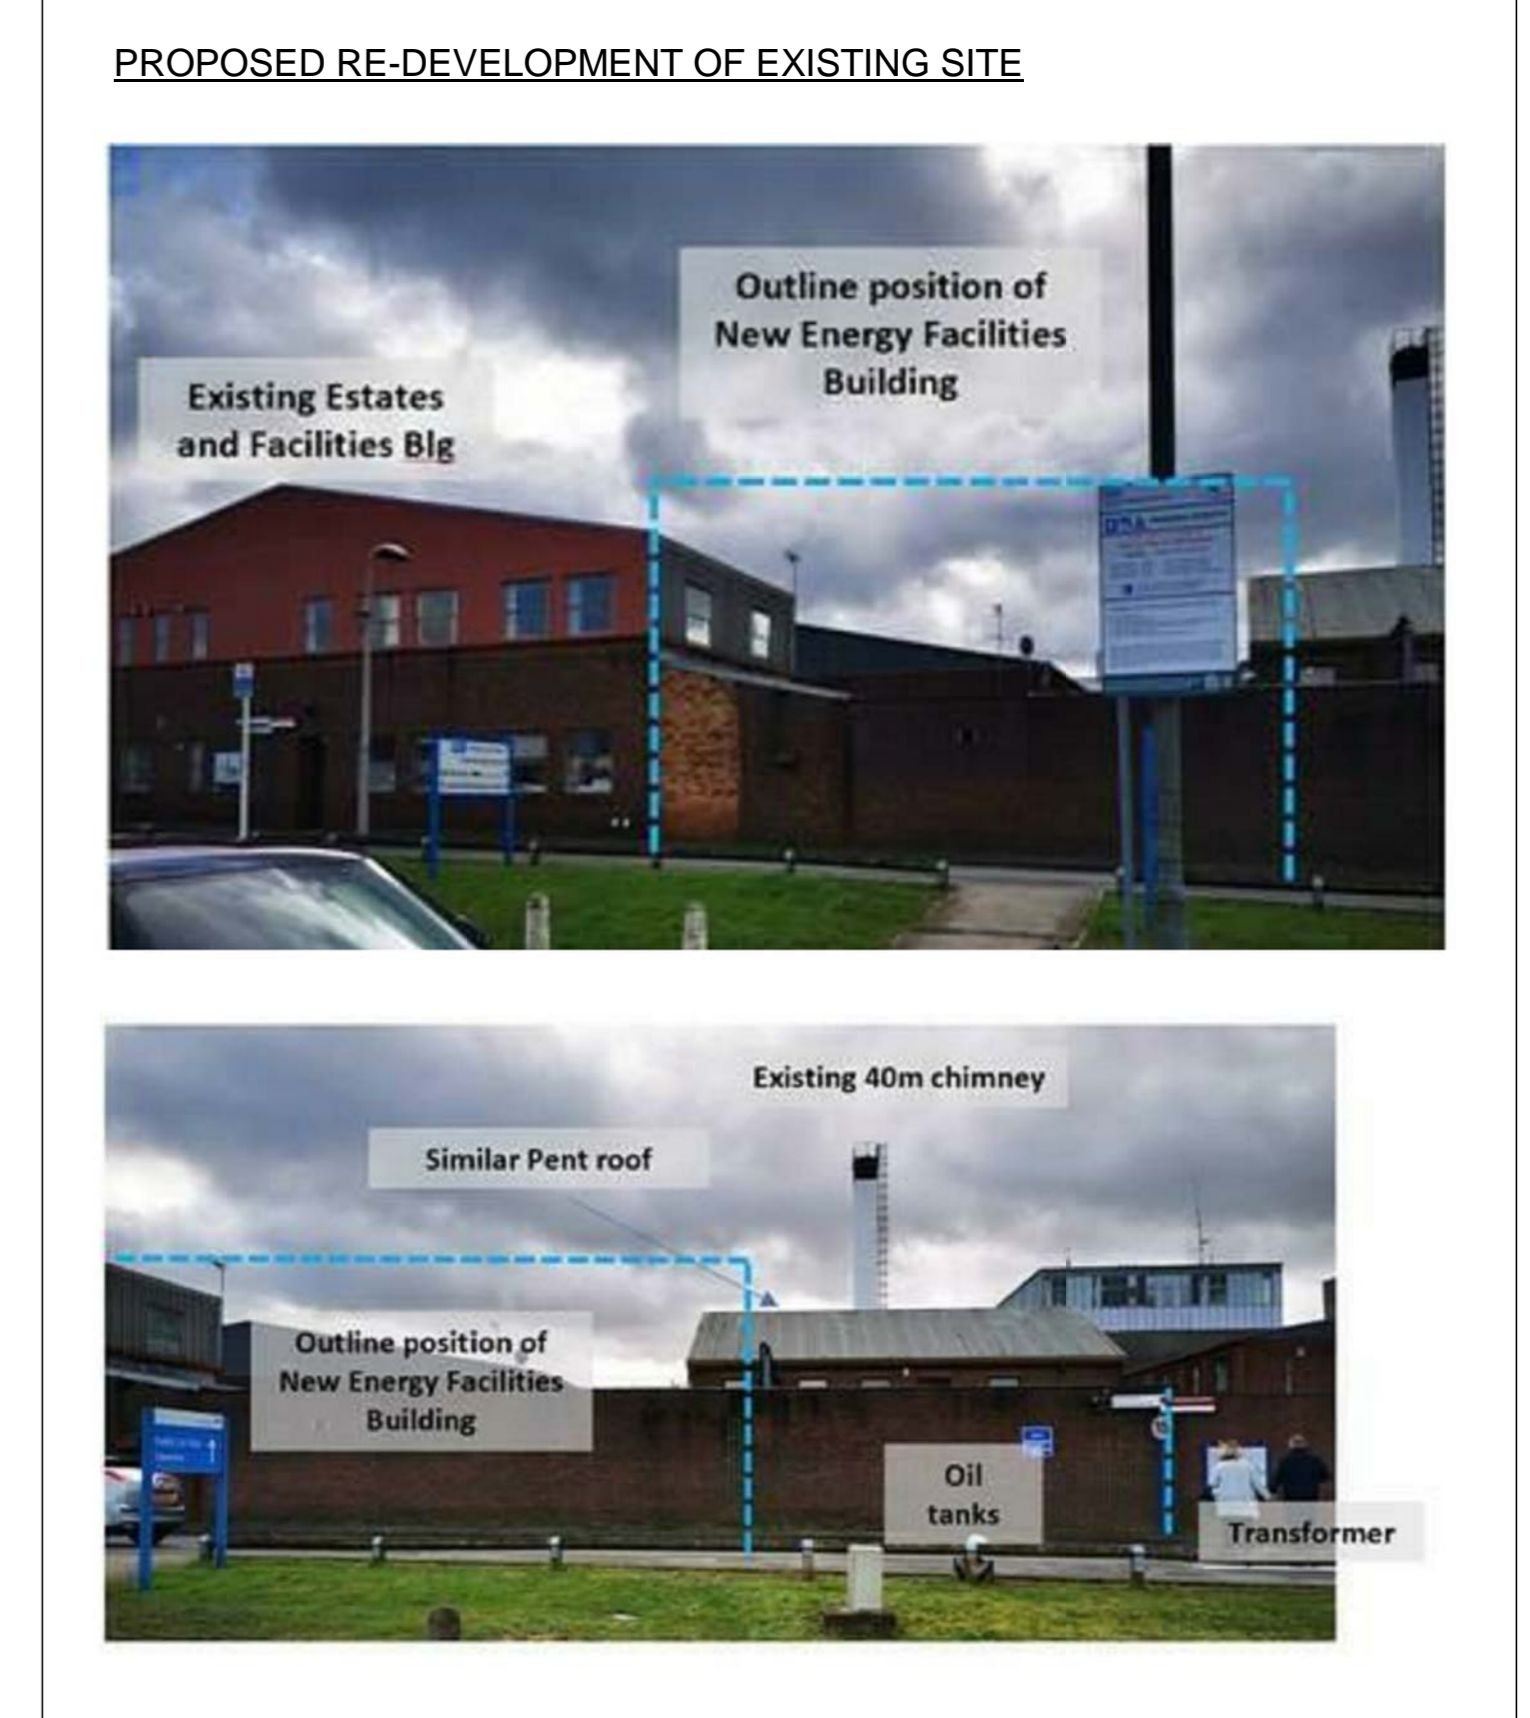 PROPOSED RE-DEVELOPMENT OF EXISTING SITE
Outline position of
New Energy Facilities
Building
Existing Estates
and Facilities Blg
Existing 40m chimney
Similar Pent roof
Outline position of
New Energy Facilities
Building
Oil
tanks
Transformer